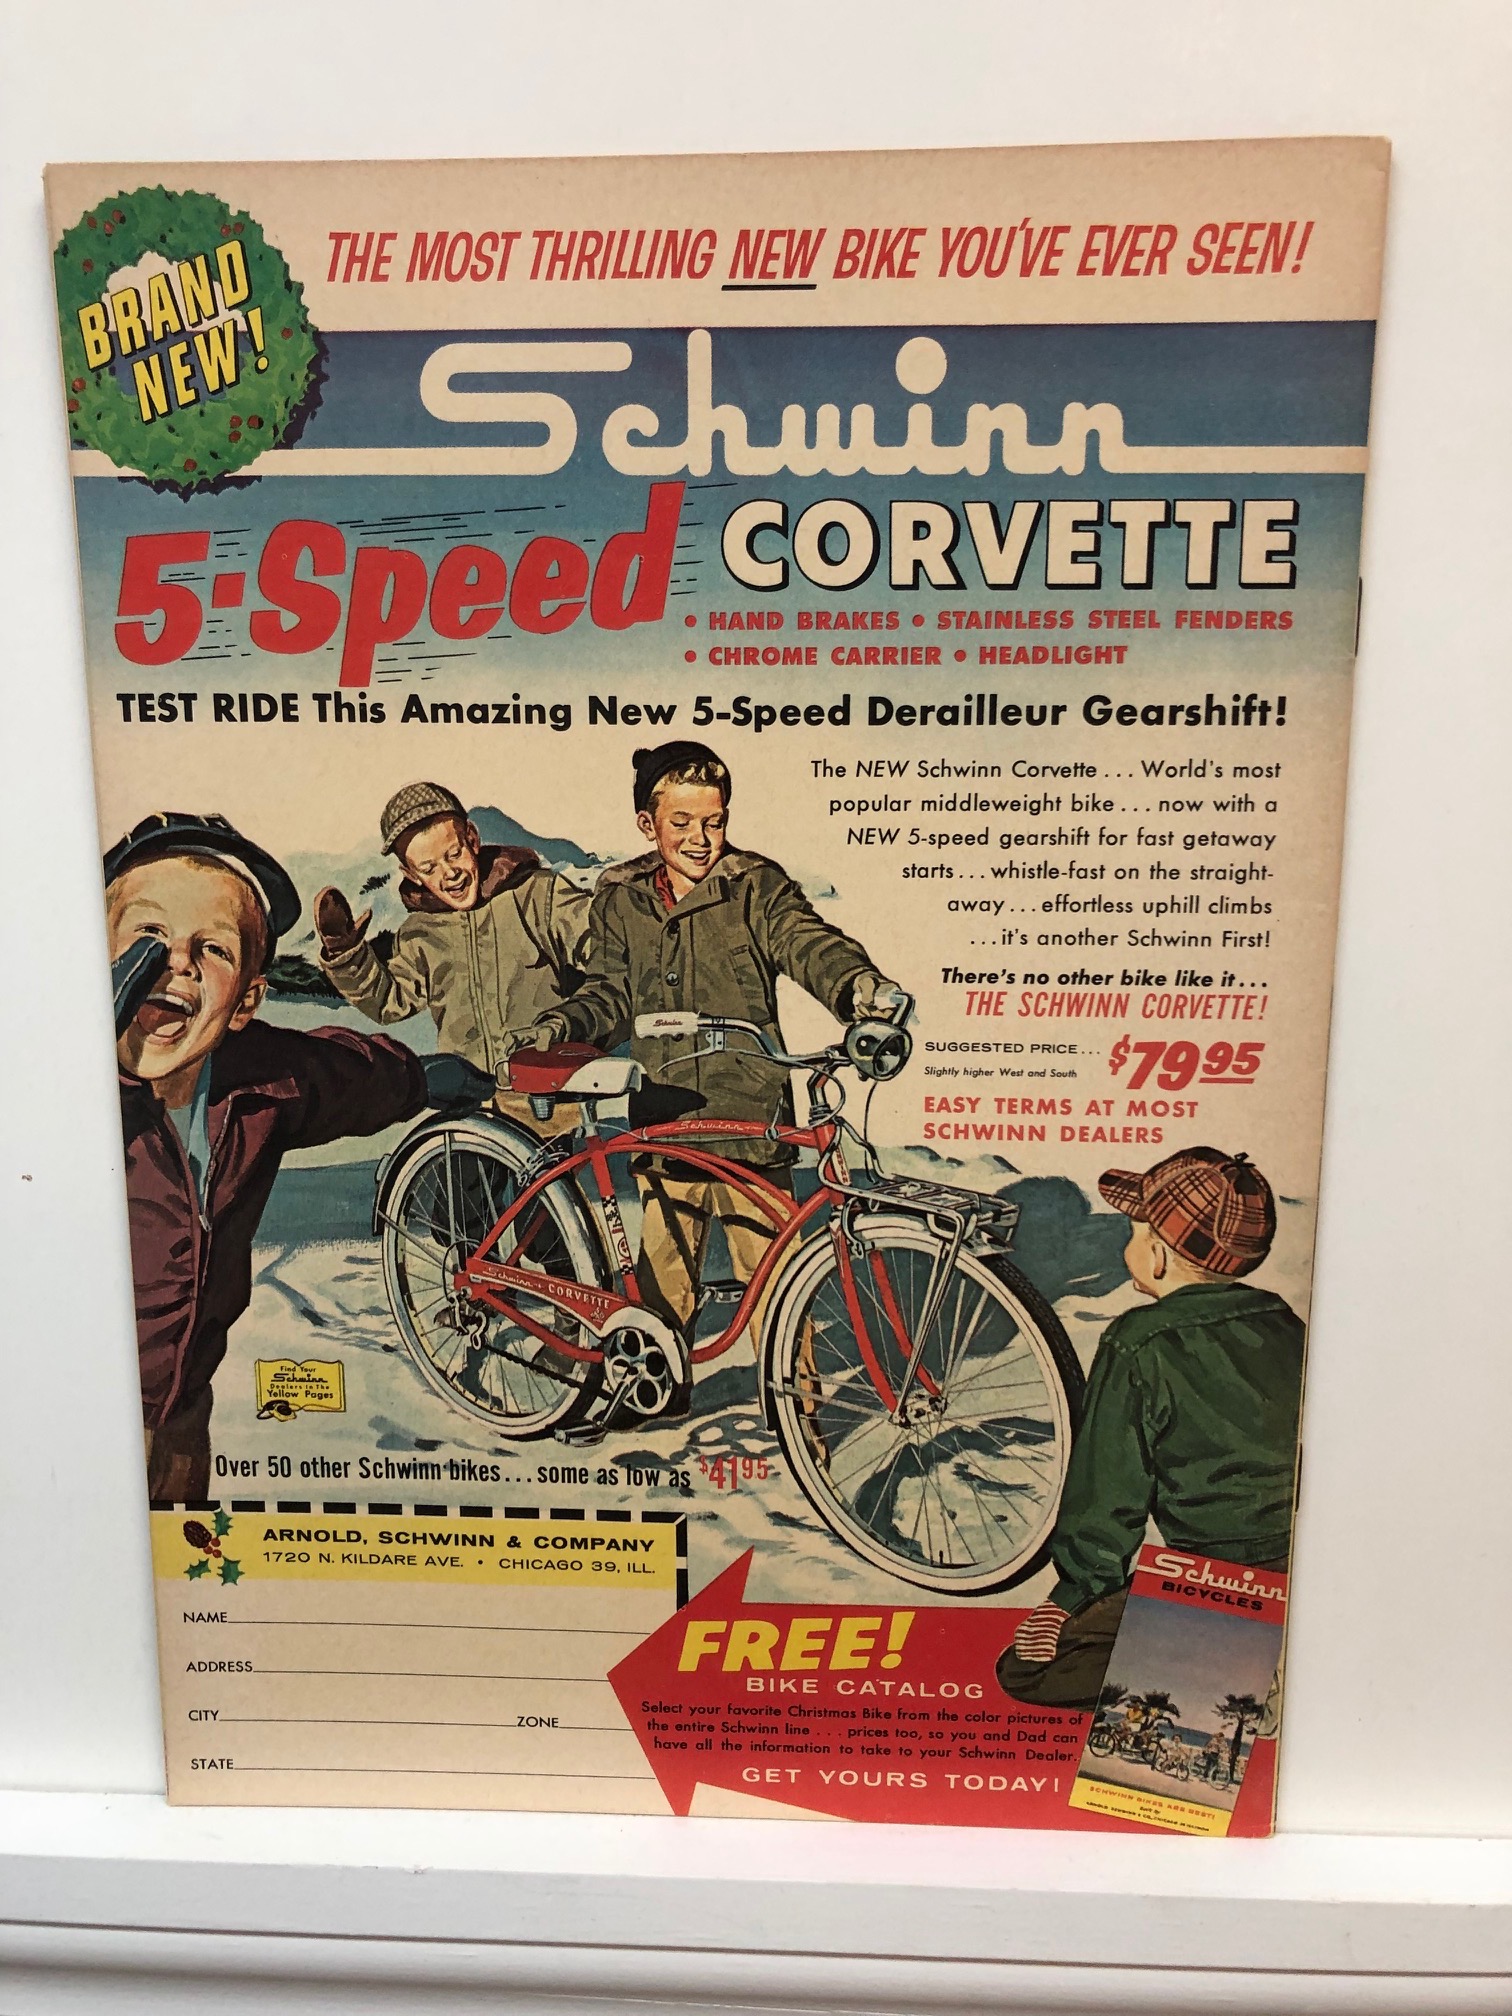 BRAND
NEW!
THE MOST THRILLING NEW BIKE YOU'VE EVER SEEN!
Schwinn
5-Speed CORVETTE
• HAND BRAKES • STAINLESS STEEL FENDERS
• CHROME CARRIER • HEADLIGHT
TEST RIDE This Amazing New 5-Speed Derailleur Gearshift!
The NEW Schwinn Corvette ... World's most
popular middleweight bike ... now with a
NEW 5-speed gearshift for fast getaway
starts ... whistle-fast on the straight-
away ... effortless uphill climbs
... it's another Schwinn First!
There's no other bike like it...
THE SCHWINN CORVETTE!
SUGGESTED PRICE... $79.95
Slightly higher West and South
EASY TERMS AT MOST
SCHWINN DEALERS
Schwinn
Schwinn
SCHWINN
Schwinn CORVETTE
Find Your
Schwinn
Dealers in The
Yellow Pages
Over 50 other Schwinn bikes... some as low as $41.95
ARNOLD, SCHWINN & COMPANY
1720 N. KILDARE AVE. • CHICAGO 39, ILL.
NAME
ADDRESS
CITY ZONE
STATE
FREE!
BIKE CATALOG
Select your favorite Christmas Bike from the color pictures of
the entire Schwinn line . . . prices too, so you and Dad can
have all the information to take to your Schwinn Dealer.
GET YOURS TODAY!
Schwinn
BICYCLES
SCHWINN BIKES ARE BEST!